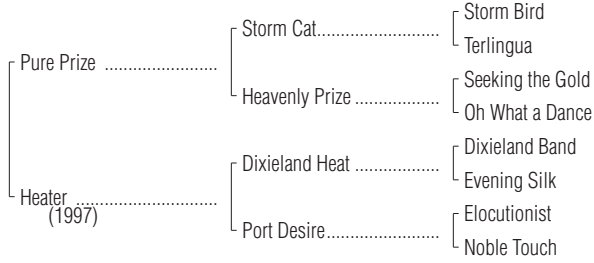 Storm Bird
Storm Cat
Terlingua
Pure Prize
Seeking the Gold
Heavenly Prize
Oh What a Dance
Dixieland Band
Dixieland Heat
Evening Silk
Heater
(1997)
Elocutionist
Port Desire
Noble Touch